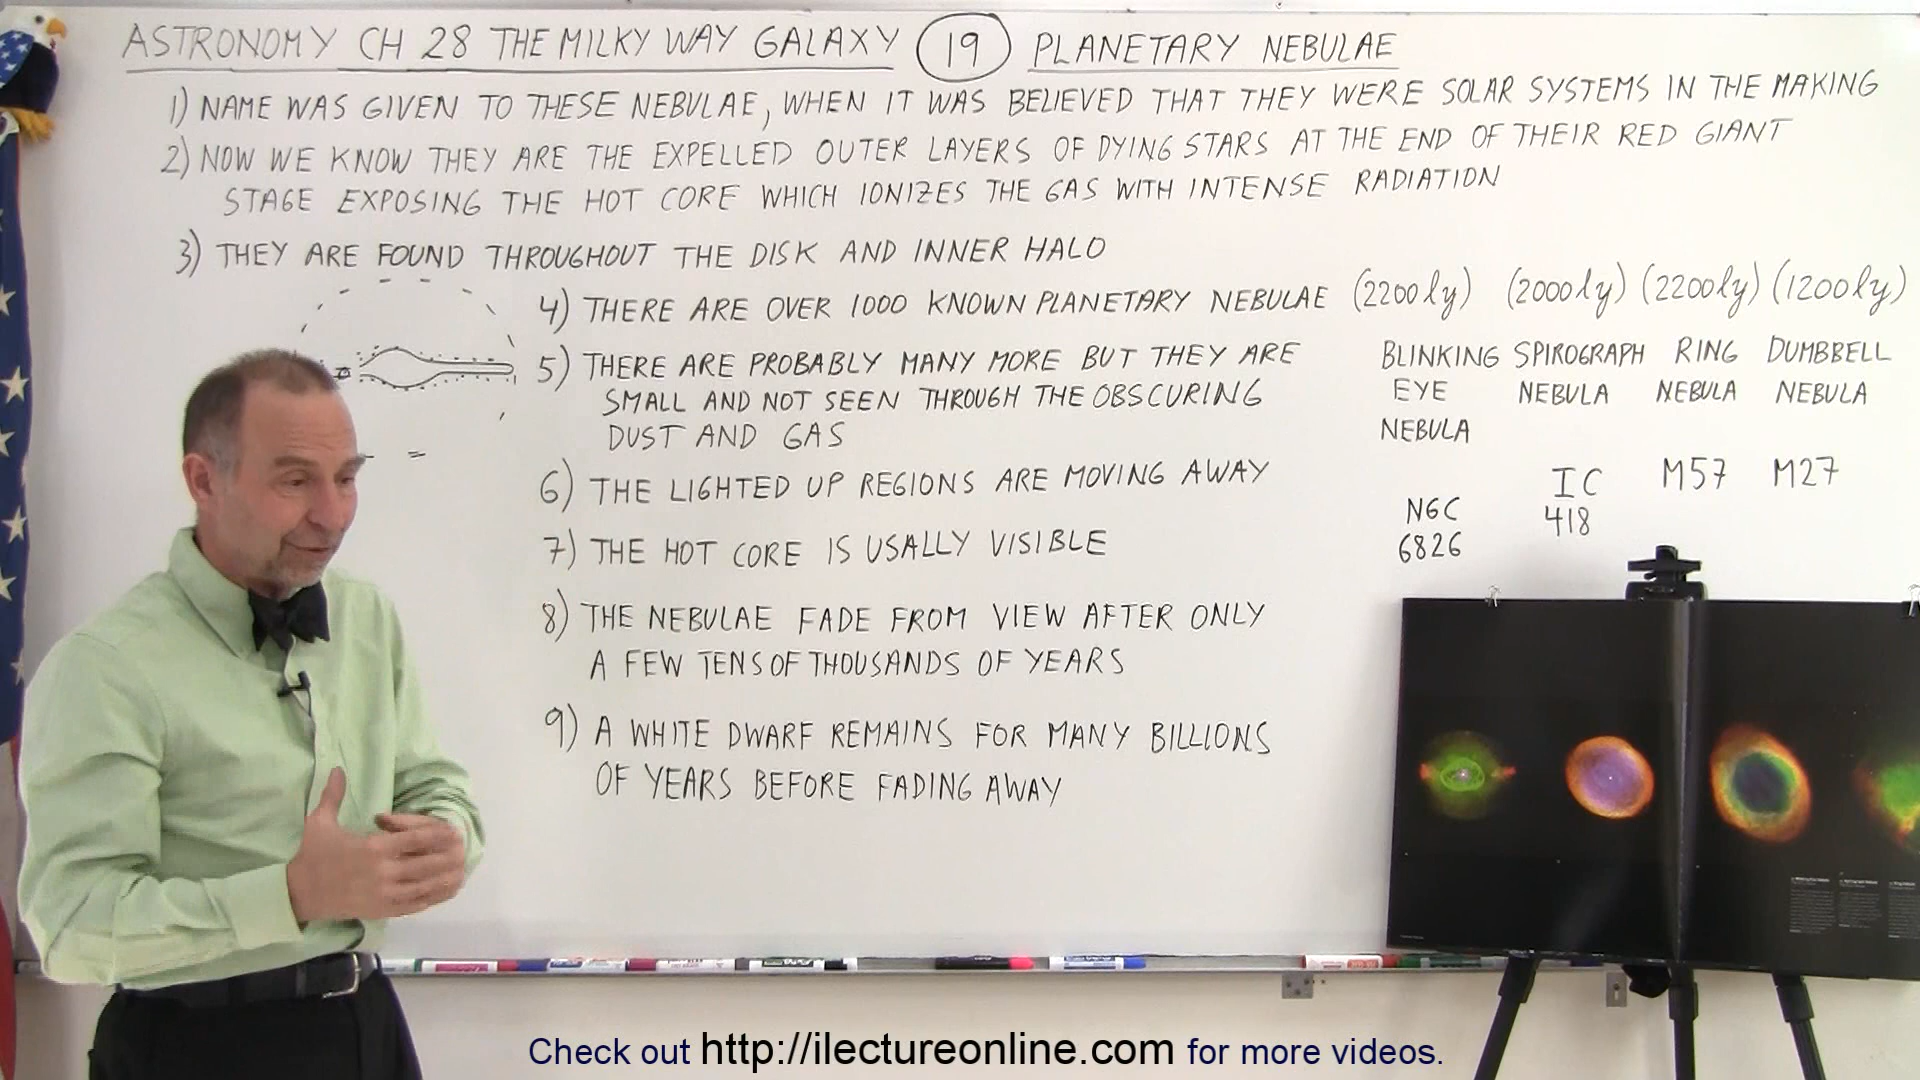 ASTRONOMY CH 28 THE MILKY WAY GALAXY 19 PLANETARY NEBULAE
1) NAME WAS GIVEN TO THESE NEBULAE, WHEN IT WAS BELIEVED THAT THEY WERE SOLAR SYSTEMS IN THE MAKING
2) NOW WE KNOW THEY ARE THE EXPELLED OUTER LAYERS OF DYING STARS AT THE END OF THEIR RED GIANT
STAGE EXPOSING THE HOT CORE WHICH IONIZES THE GAS WITH INTENSE RADIATION
3) THEY ARE FOUND THROUGHOUT THE DISK AND INNER HALO
4) THERE ARE OVER 1000 KNOWN PLANETARY NEBULAE
5) THERE ARE PROBABLY MANY MORE BUT THEY ARE
SMALL AND NOT SEEN THROUGH THE OBSCURING
DUST AND GAS
6) THE LIGHTED UP REGIONS ARE MOVING AWAY
7) THE HOT CORE IS USALLY VISIBLE
8) THE NEBULAE FADE FROM VIEW AFTER ONLY
A FEW TENS OF THOUSANDS OF YEARS
9) A WHITE DWARF REMAINS FOR MANY BILLIONS
OF YEARS BEFORE FADING AWAY
(2200 ly) (2000 ly) (2200 ly) (1200 ly)
BLINKING SPIROGRAPH RING DUMBBELL
EYE NEBULA NEBULA NEBULA
NEBULA
IC M57 M27
NGC 418
6826
Check out http://ilectureonline.com for more videos.